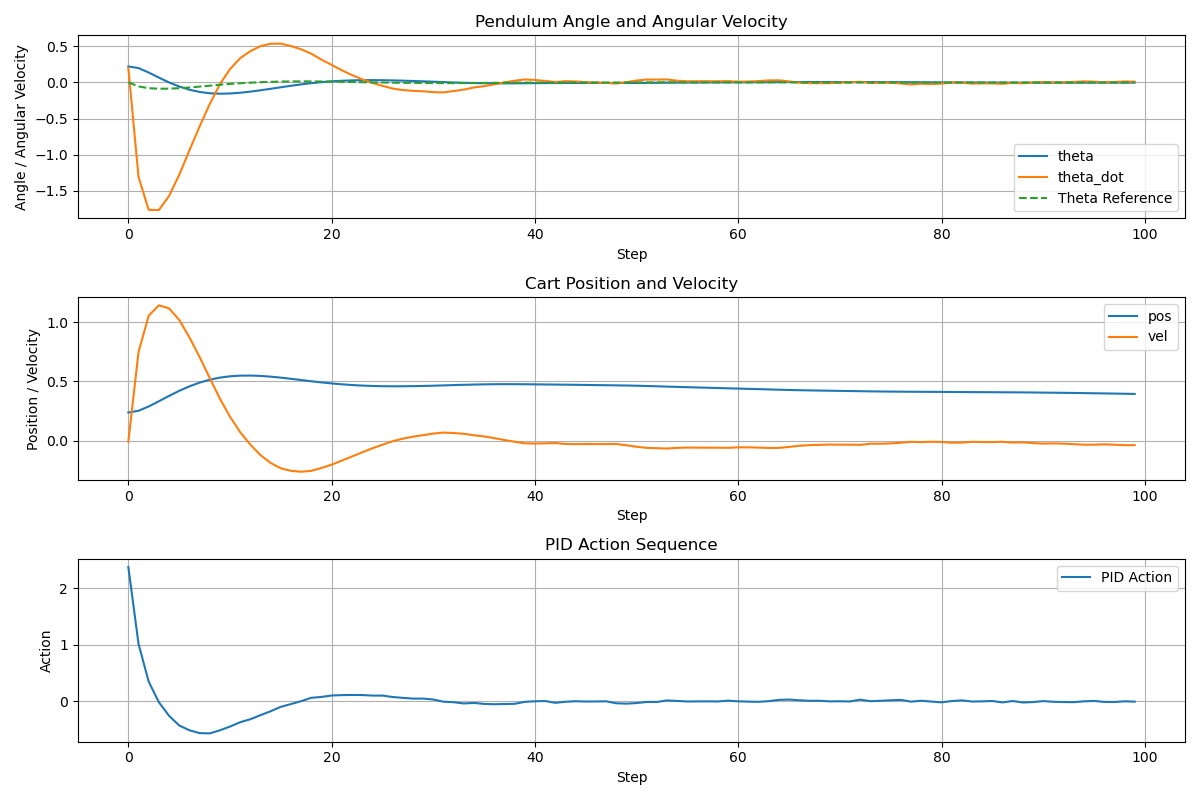 Pendulum Angle and Angular Velocity
Angle / Angular Velocity
0.5
0.0
−0.5
−1.0
−1.5
theta
theta_dot
Theta Reference
0 20 40 60 80 100
Step
Cart Position and Velocity
Position / Velocity
1.0
0.5
0.0
pos
vel
0 20 40 60 80 100
Step
PID Action Sequence
Action
2
1
0
PID Action
0 20 40 60 80 100
Step